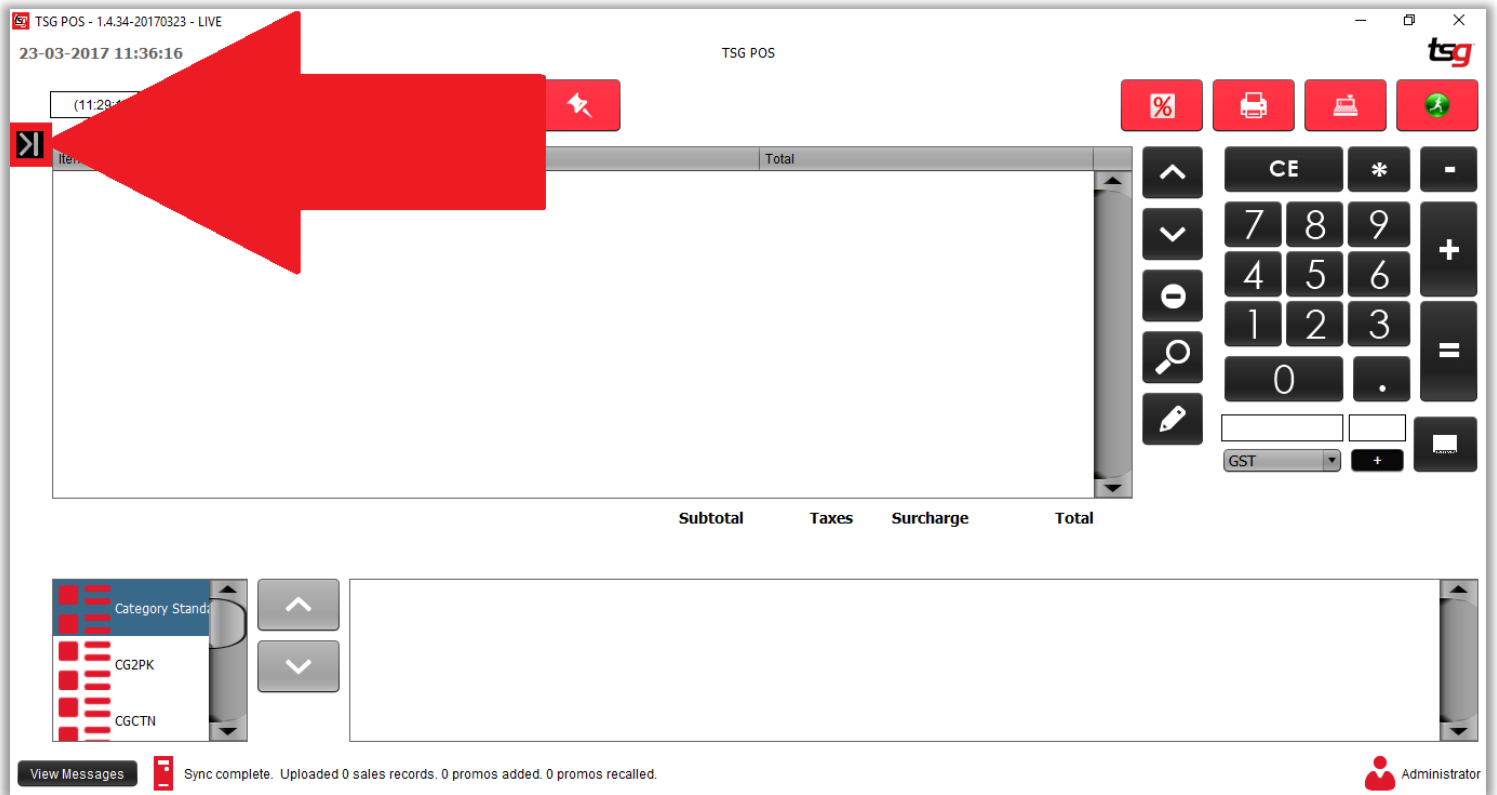 TSG POS - 1.4.34-20170323 - LIVE
23-03-2017 11:36:16
TSG POS
tsg
%
Total
CE * -
7 8 9 +
4 5 6
1 2 3 =
0 .
GST +
Subtotal Taxes Surcharge Total
Category Standa
CG2PK
CGCTN
View Messages
Sync complete. Uploaded 0 sales records. 0 promos added. 0 promos recalled.
Administrator